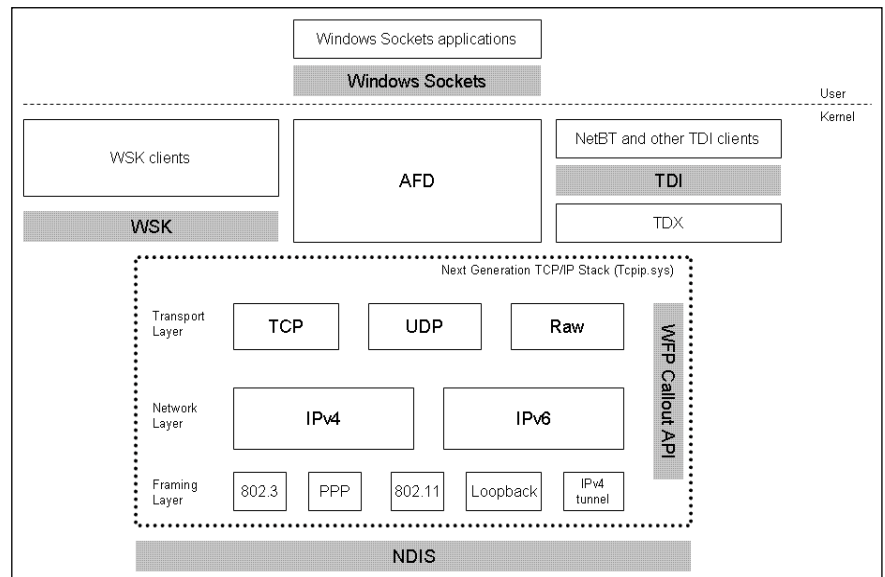 Windows Sockets applications
Windows Sockets
User
Kernel
WSK clients
AFD
NetBT and other TDI clients
TDI
WSK
TDX
Next Generation TCP/IP Stack (Tcpip.sys)
Transport
Layer
TCP
UDP
Raw
WFP Callout API
Network
Layer
IPv4
IPv6
Framing
Layer
802.3
PPP
802.11
Loopback
IPv4
tunnel
NDIS